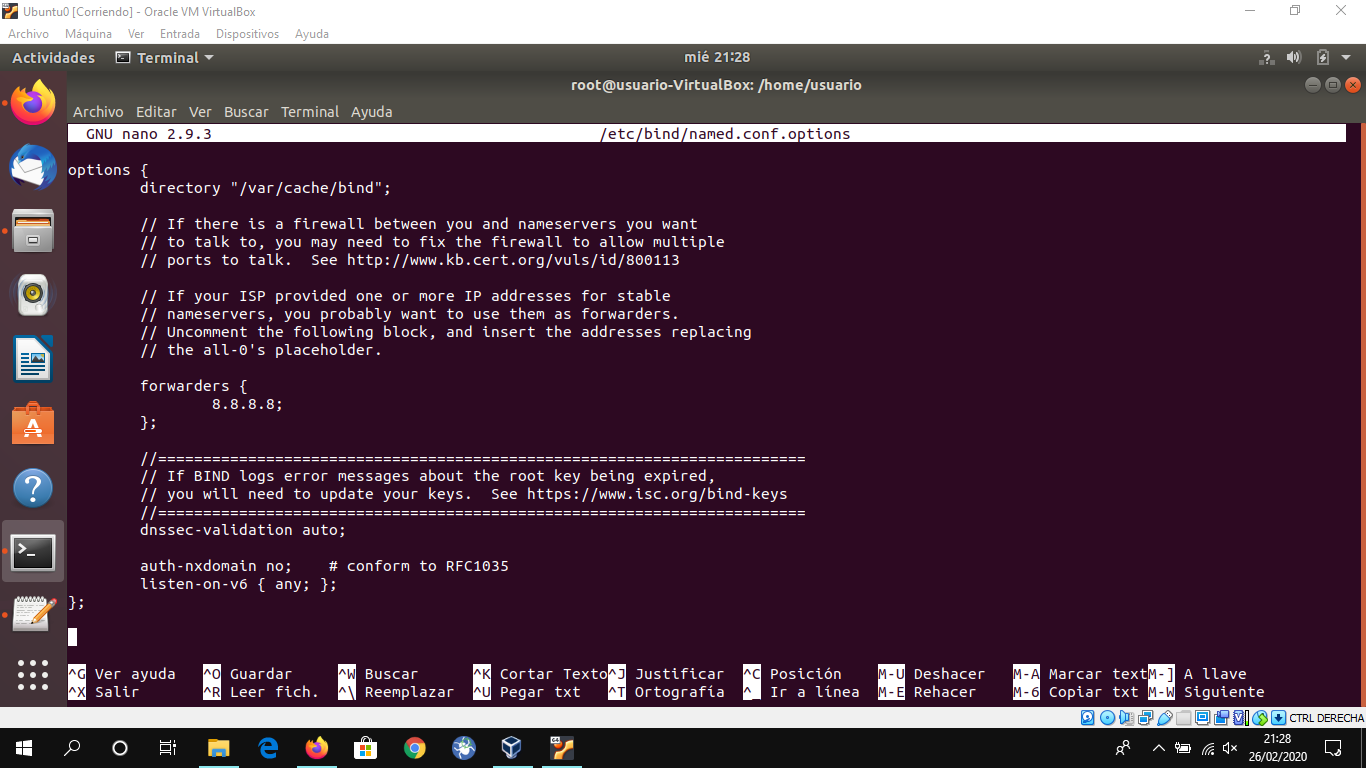 Ubuntu0 [Corriendo] - Oracle VM VirtualBox
Archivo Máquina Ver Entrada Dispositivos Ayuda
Actividades Terminal mié 21:28
root@usuario-VirtualBox: /home/usuario
Archivo Editar Ver Buscar Terminal Ayuda
GNU nano 2.9.3 /etc/bind/named.conf.options
options {
directory "/var/cache/bind";
// If there is a firewall between you and nameservers you want
// to talk to, you may need to fix the firewall to allow multiple
// ports to talk.  See http://www.kb.cert.org/vuls/id/800113
// If your ISP provided one or more IP addresses for stable
// nameservers, you probably want to use them as forwarders.
// Uncomment the following block, and insert the addresses replacing
// the all-0's placeholder.
forwarders {
8.8.8.8;
};
//========================================================================
// If BIND logs error messages about the root key being expired,
// you will need to update your keys.  See https://www.isc.org/bind-keys
//========================================================================
dnssec-validation auto;
auth-nxdomain no;    # conform to RFC1035
listen-on-v6 { any; };
};
^G Ver ayuda ^O Guardar ^W Buscar ^K Cortar Texto ^J Justificar ^C Posición M-U Deshacer M-A Marcar text M-] A llave
^X Salir ^R Leer fich. ^\ Reemplazar ^U Pegar txt ^T Ortografía ^_ Ir a línea M-E Rehacer M-6 Copiar txt M-W Siguiente
CTRL DERECHA
21:28
26/02/2020